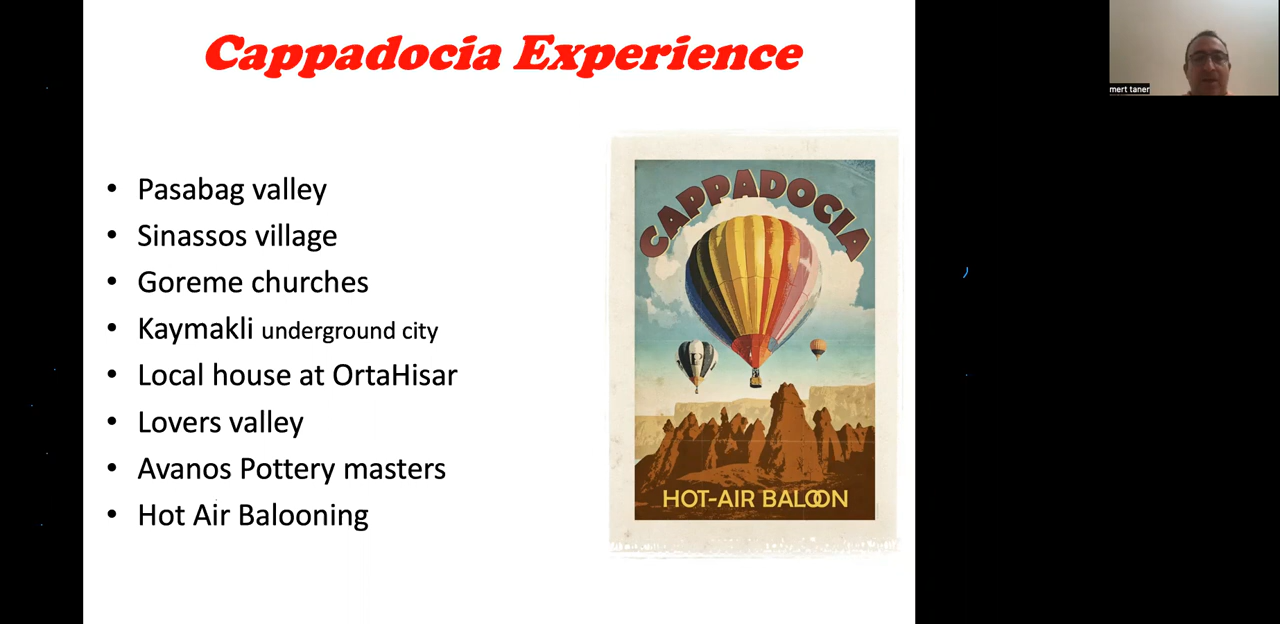 Cappadocia Experience
• Pasabag valley
• Sinassos village
• Goreme churches
• Kaymakli underground city
• Local house at OrtaHisar
• Lovers valley
• Avanos Pottery masters
• Hot Air Balooning
CAPPADOCIA
HOT-AIR BALOON
mert taner